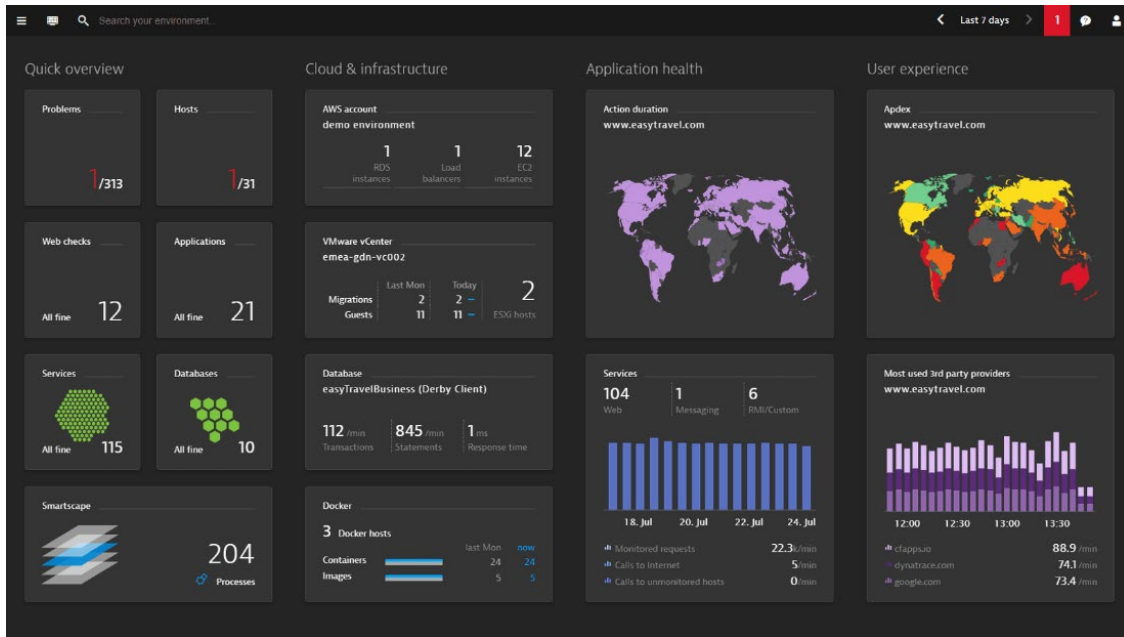 Search your environment...
Last 7 days
1
Quick overview
Cloud & infrastructure
Application health
User experience
Problems
1/313
Hosts
1/31
AWS account
demo environment
1
RDS instances
1
Load balancers
12
EC2 instances
Action duration
www.easytravel.com
Apdex
www.easytravel.com
Web checks
All fine 12
Applications
All fine 21
VMware vCenter
emea-gdn-vc002
Last Mon Today
Migrations 2 2
Guests 11 11
2
ESXi hosts
Services
All fine 115
Databases
All fine 10
Database
easyTravelBusiness (Derby Client)
112 /min
Transactions
845 /min
Statements
1 ms
Response time
Services
104
Web
1
Messaging
6
RMI/Custom
18. Jul 20. Jul 22. Jul 24. Jul
Monitored requests 22.3k/min
Calls to Internet 5/min
Calls to unmonitored hosts 0/min
Most used 3rd party providers
www.easytravel.com
12:00 12:30 13:00 13:30
cfapps.io 88.9 /min
dynatrace.com 74.1 /min
google.com 73.4 /min
Smartscape
204
Processes
Docker
3 Docker hosts
last Mon now
Containers 24 24
Images 5 5